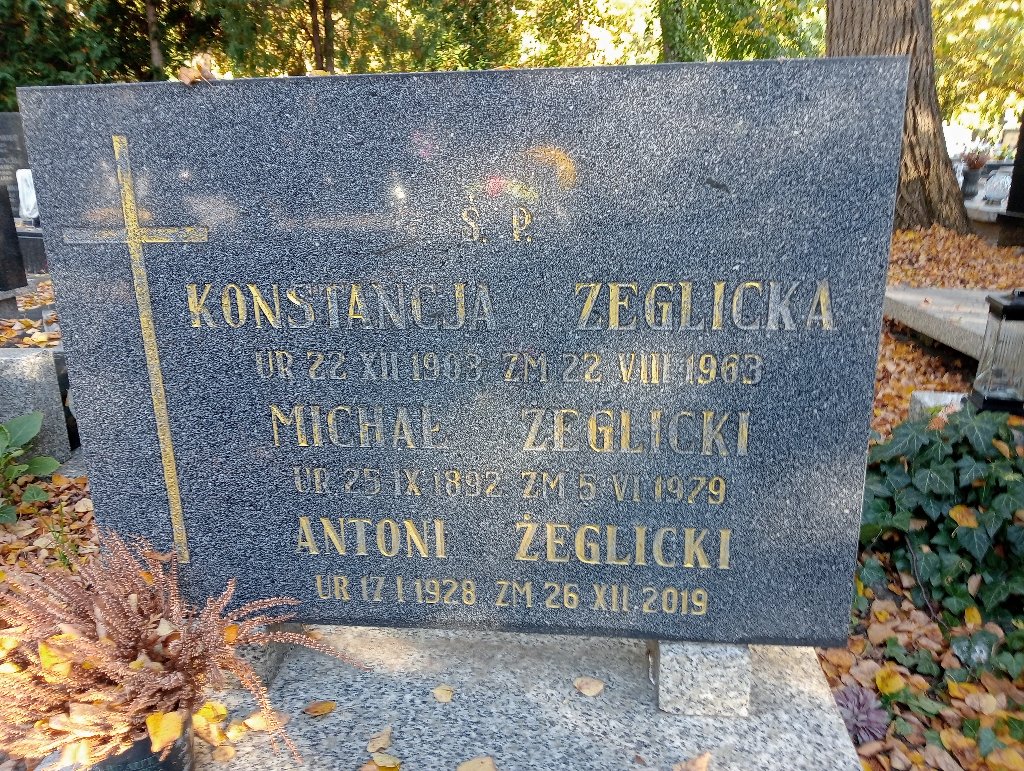 Ś. P.
KONSTANCJA ŻEGLICKA
UR 22 XII 1903 ZM 22 VIII 1963
MICHAŁ ŻEGLICKI
UR 25 IX 1892 ZM 5 VI 1979
ANTONI ŻEGLICKI
UR 17 I 1928 ZM 26 XII 2019